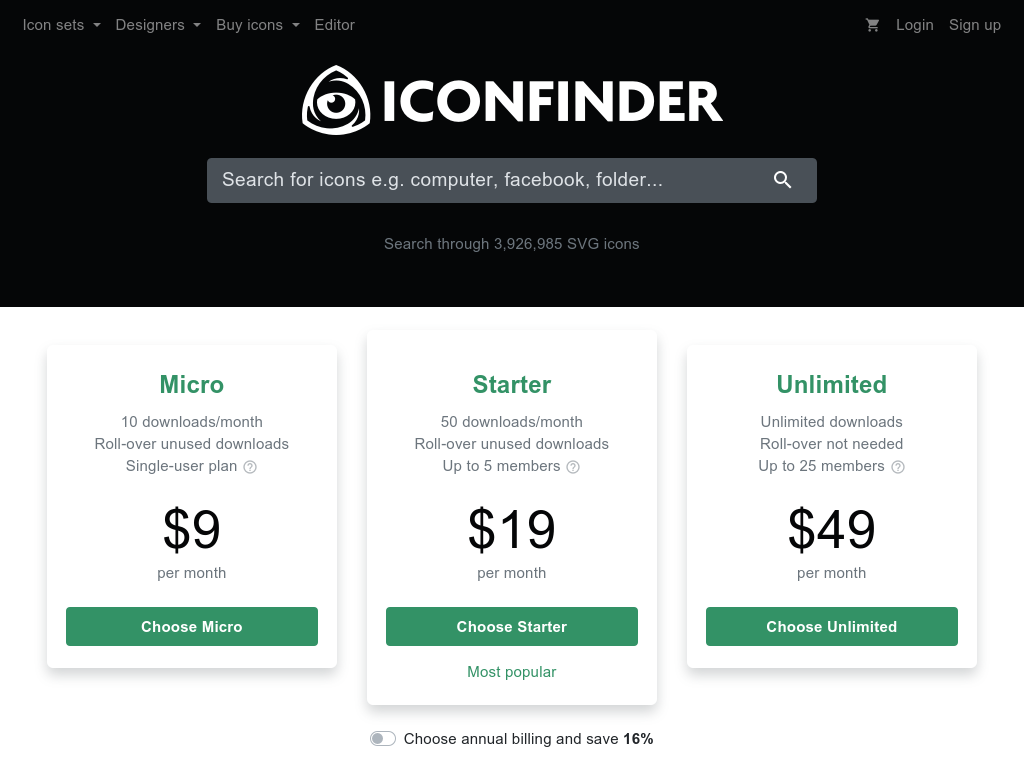 Icon sets Designers Buy icons Editor Login Sign up
ICONFINDER
Search for icons e.g. computer, facebook, folder...
Search through 3,926,985 SVG icons
Micro
10 downloads/month
Roll-over unused downloads
Single-user plan
$9
per month
Choose Micro
Starter
50 downloads/month
Roll-over unused downloads
Up to 5 members
$19
per month
Choose Starter
Most popular
Unlimited
Unlimited downloads
Roll-over not needed
Up to 25 members
$49
per month
Choose Unlimited
Choose annual billing and save 16%